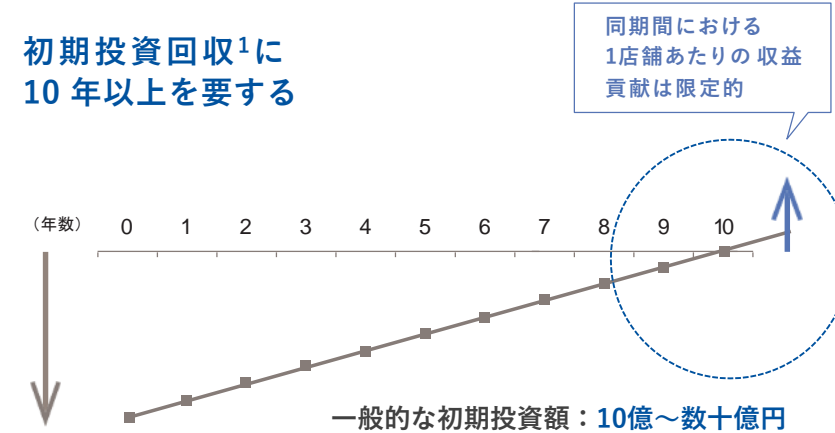 初期投資回収1に
10 年以上を要する
同期間における
1店舗あたりの 収益
貢献は限定的
（年数） 0 1 2 3 4 5 6 7 8 9 10
一般的な初期投資額：10億～数十億円